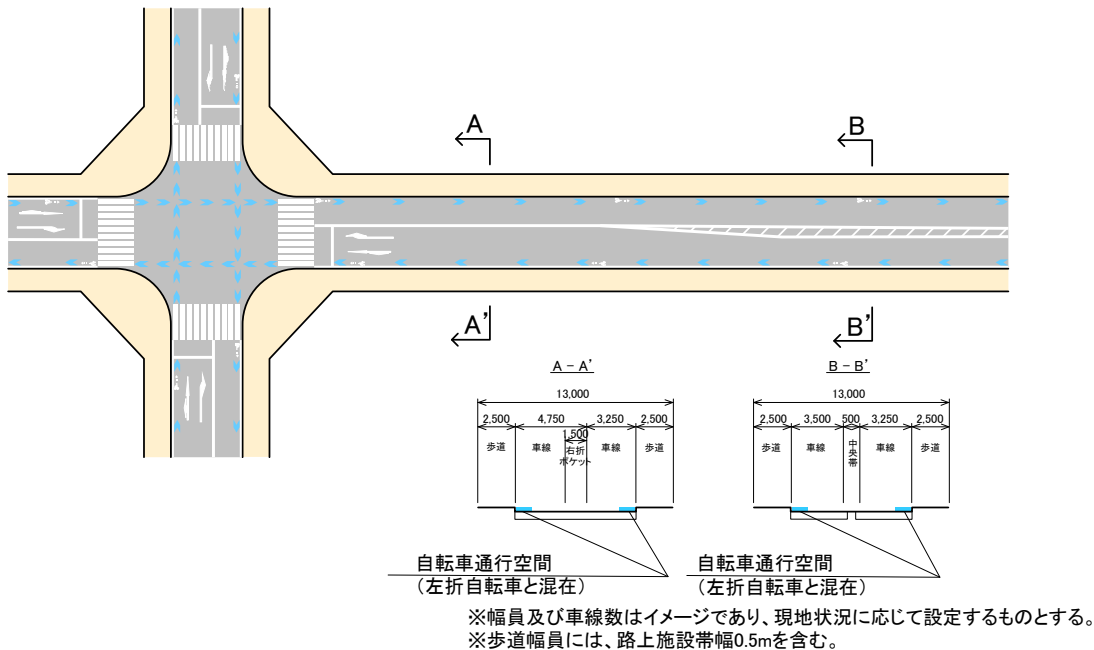 A
B
A'
B'
A－A'
13,000
2,500 4,750 3,250 2,500
1,500
歩道 車線 右折ポケット 車線 歩道
自転車通行空間
(左折自転車と混在)
B－B'
13,000
2,500 3,500 500 3,250 2,500
歩道 車線 中央帯 車線 歩道
自転車通行空間
(左折自転車と混在)
※幅員及び車線数はイメージであり、現地状況に応じて設定するものとする。
※歩道幅員には、路上施設帯幅0.5mを含む。